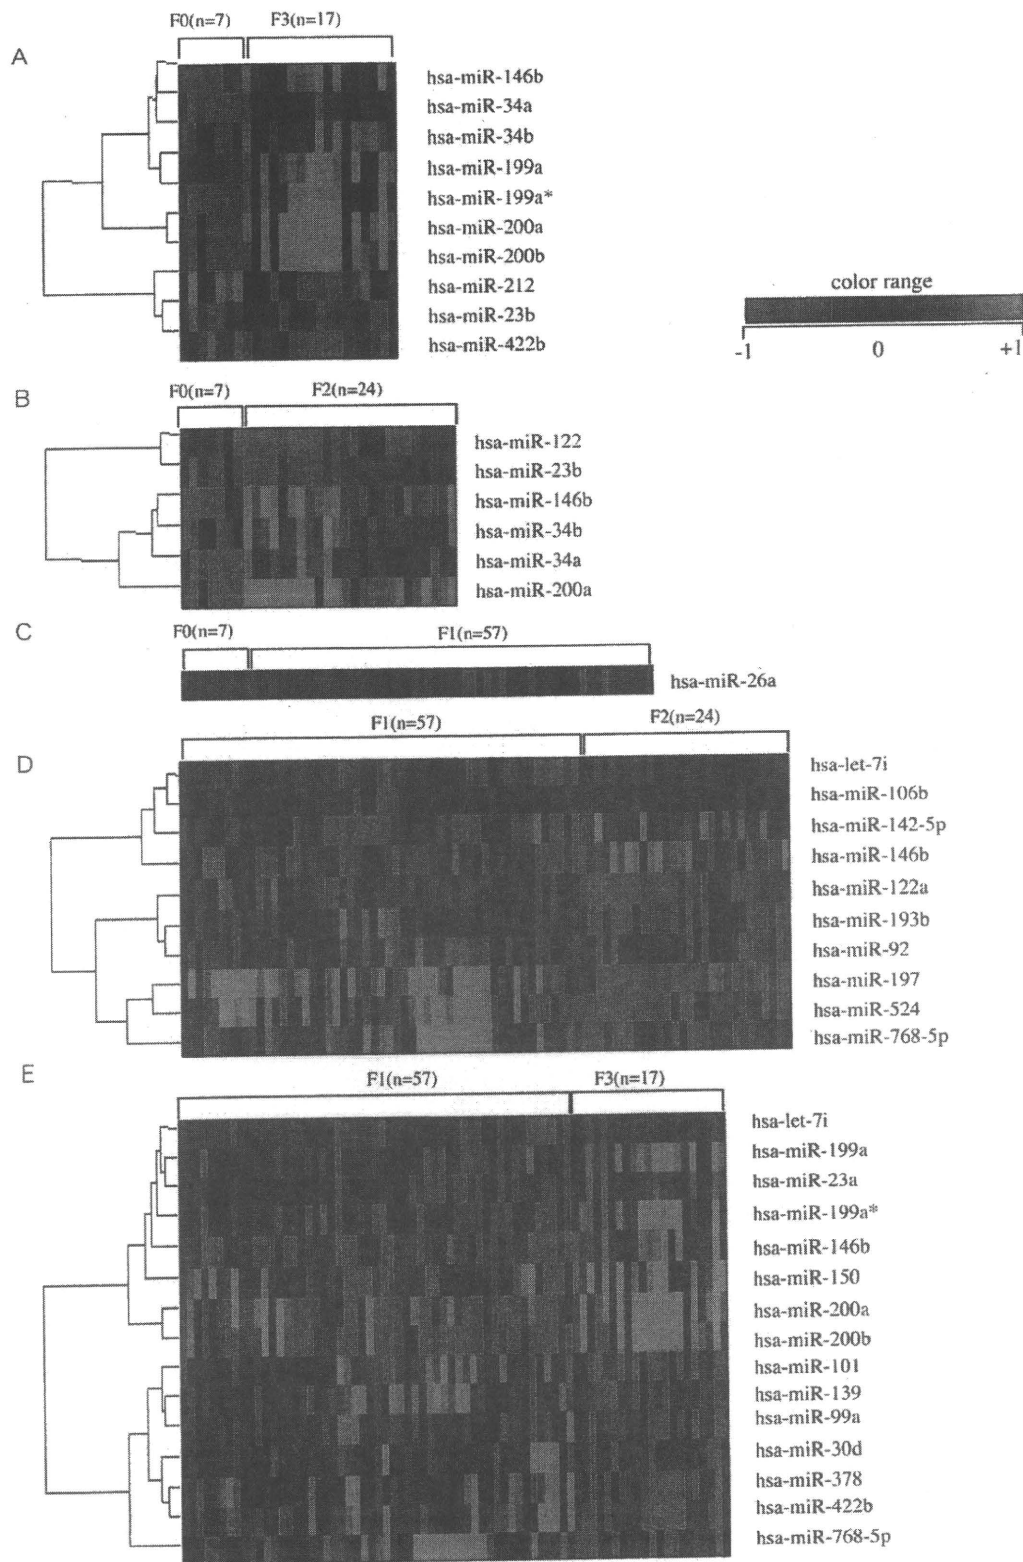 F0(n=7) F3(n=17)
A
hsa-miR-146b
hsa-miR-34a
hsa-miR-34b
hsa-miR-199a
hsa-miR-199a*
hsa-miR-200a
hsa-miR-200b
hsa-miR-212
hsa-miR-23b
hsa-miR-422b
color range
-1 0 +1
B
F0(n=7) F2(n=24)
hsa-miR-122
hsa-miR-23b
hsa-miR-146b
hsa-miR-34b
hsa-miR-34a
hsa-miR-200a
C
F0(n=7) F1(n=57)
hsa-miR-26a
F1(n=57) F2(n=24)
D
hsa-let-7i
hsa-miR-106b
hsa-miR-142-5p
hsa-miR-146b
hsa-miR-122a
hsa-miR-193b
hsa-miR-92
hsa-miR-197
hsa-miR-524
hsa-miR-768-5p
E
F1(n=57) F3(n=17)
hsa-let-7i
hsa-miR-199a
hsa-miR-23a
hsa-miR-199a*
hsa-miR-146b
hsa-miR-150
hsa-miR-200a
hsa-miR-200b
hsa-miR-101
hsa-miR-139
hsa-miR-99a
hsa-miR-30d
hsa-miR-378
hsa-miR-422b
hsa-miR-768-5p